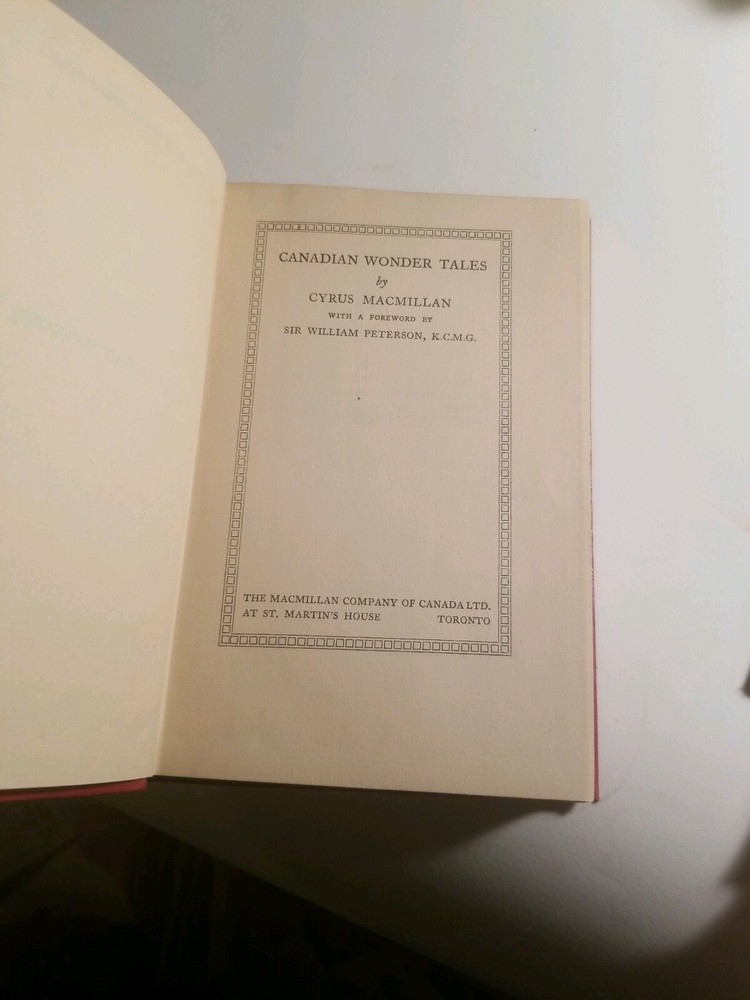 CANADIAN WONDER TALES
by
CYRUS MACMILLAN
WITH A FOREWORD BY
SIR WILLIAM PETERSON, K.C.M.G.
THE MACMILLAN COMPANY OF CANADA LTD.
AT ST. MARTIN'S HOUSE TORONTO